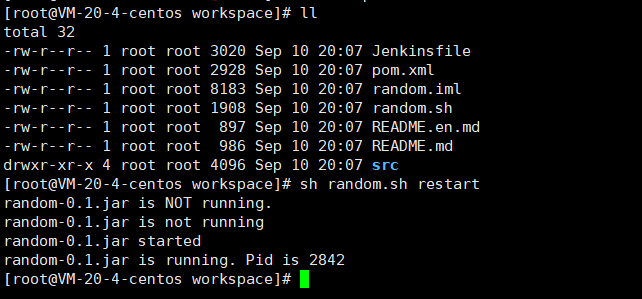 [root@VM-20-4-centos workspace]# ll
total 32
-rw-r--r-- 1 root root 3020 Sep 10 20:07 Jenkinsfile
-rw-r--r-- 1 root root 2928 Sep 10 20:07 pom.xml
-rw-r--r-- 1 root root 8183 Sep 10 20:07 random.iml
-rw-r--r-- 1 root root 1908 Sep 10 20:07 random.sh
-rw-r--r-- 1 root root  897 Sep 10 20:07 README.en.md
-rw-r--r-- 1 root root  986 Sep 10 20:07 README.md
drwxr-xr-x 4 root root 4096 Sep 10 20:07 src
[root@VM-20-4-centos workspace]# sh random.sh restart
random-0.1.jar is NOT running.
random-0.1.jar is not running
random-0.1.jar started
random-0.1.jar is running. Pid is 2842
[root@VM-20-4-centos workspace]#